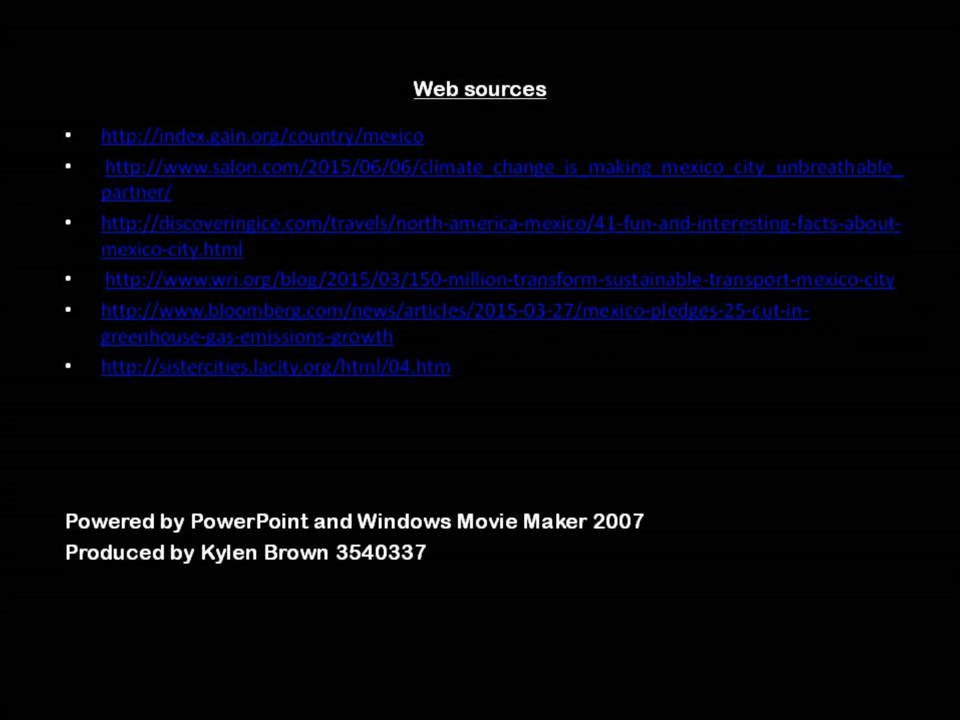 Web sources
• http://index.gain.org/country/mexico
• http://www.salon.com/2015/06/06/climate_change_is_making_mexico_city_unbreathable_
partner/
• http://discoveringice.com/travels/north-america-mexico/41-fun-and-interesting-facts-about-
mexico-city.html
• http://www.wri.org/blog/2015/03/150-million-transform-sustainable-transport-mexico-city
• http://www.bloomberg.com/news/articles/2015-03-27/mexico-pledges-25-cut-in-
greenhouse-gas-emissions-growth
• http://sistercities.lacity.org/html/04.htm
Powered by PowerPoint and Windows Movie Maker 2007
Produced by Kylen Brown 3540337